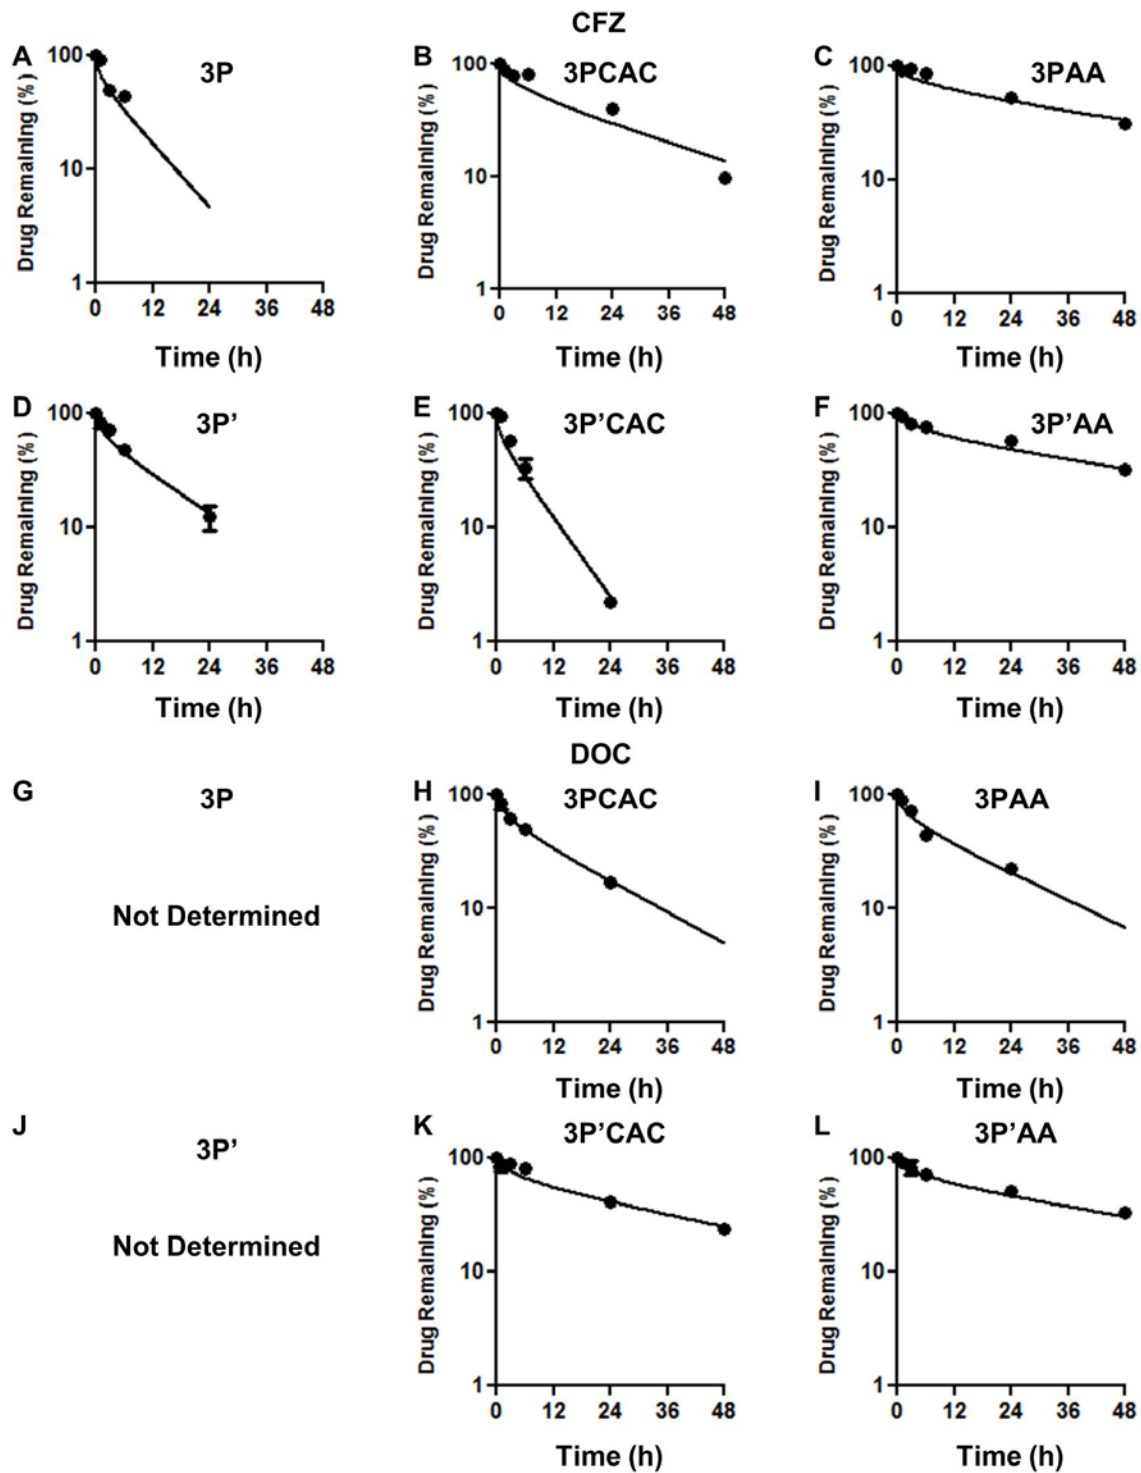 CFZ
A 3P
100
10
1
0 12 24 36 48
Drug Remaining (%)
Time (h)
B 3PCAC
100
10
1
0 12 24 36 48
Drug Remaining (%)
Time (h)
C 3PAA
100
10
1
0 12 24 36 48
Drug Remaining (%)
Time (h)
D 3P'
100
10
1
0 12 24 36 48
Drug Remaining (%)
Time (h)
E 3P'CAC
100
10
1
0 12 24 36 48
Drug Remaining (%)
Time (h)
F 3P'AA
100
10
1
0 12 24 36 48
Drug Remaining (%)
Time (h)
DOC
G 3P
Not Determined
H 3PCAC
100
10
1
0 12 24 36 48
Drug Remaining (%)
Time (h)
I 3PAA
100
10
1
0 12 24 36 48
Drug Remaining (%)
Time (h)
J 3P'
Not Determined
K 3P'CAC
100
10
1
0 12 24 36 48
Drug Remaining (%)
Time (h)
L 3P'AA
100
10
1
0 12 24 36 48
Drug Remaining (%)
Time (h)